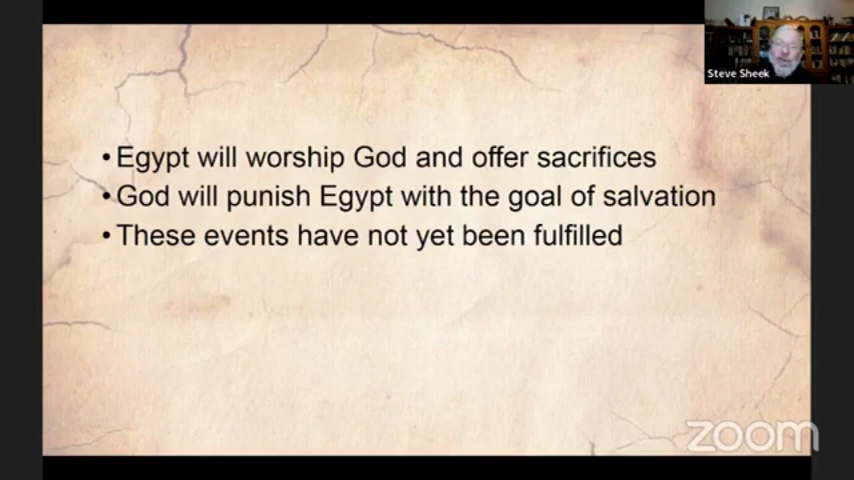 Steve Sheek
• Egypt will worship God and offer sacrifices
• God will punish Egypt with the goal of salvation
• These events have not yet been fulfilled
zoom